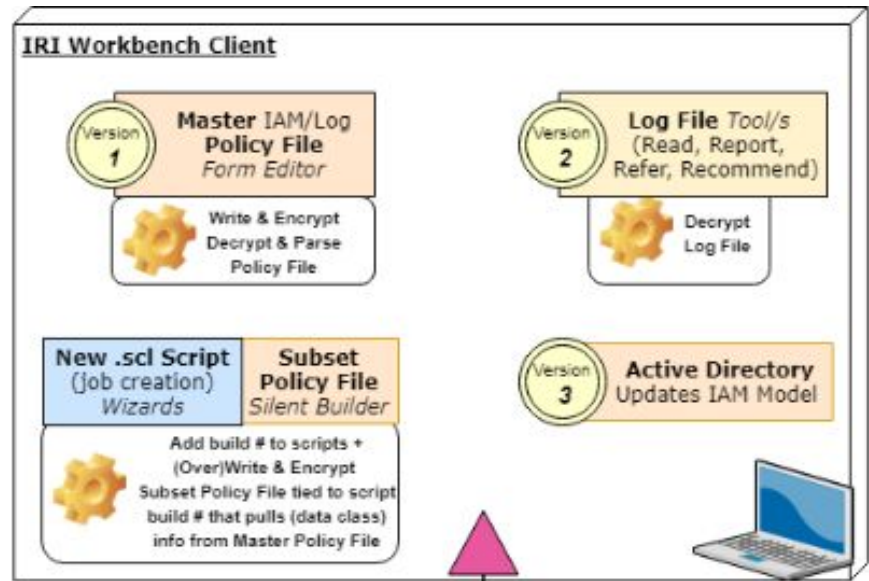 IRI Workbench Client
Version
1
Master IAM/Log
Policy File
Form Editor
Write & Encrypt
Decrypt & Parse
Policy File
Version
2
Log File Tool/s
(Read, Report,
Refer, Recommend)
Decrypt
Log File
New .scl Script
(job creation)
Wizards
Subset
Policy File
Silent Builder
Add build # to scripts +
(Over)Write & Encrypt
Subset Policy File tied to script
build # that pulls (data class)
info from Master Policy File
Version
3
Active Directory
Updates IAM Model